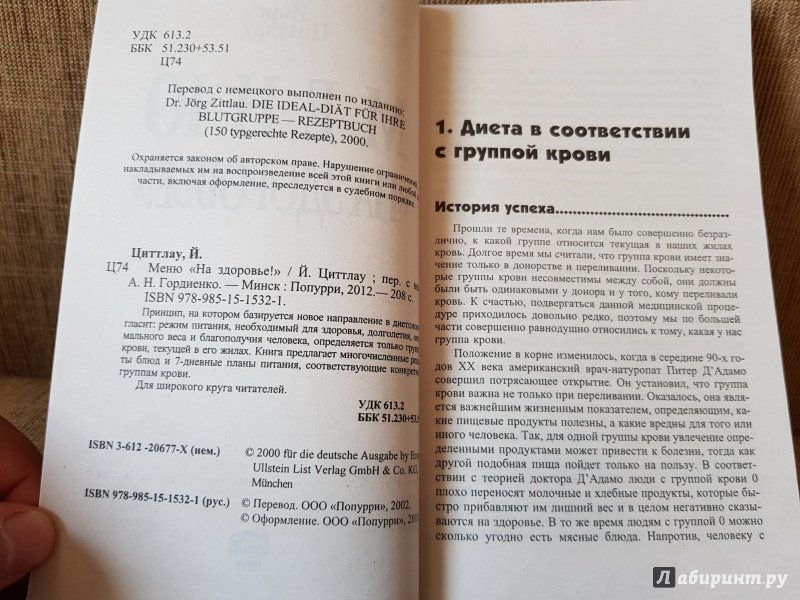 УДК 613.2
ББК 51.230+53.51
Ц74
Перевод с немецкого выполнен по изданию:
Dr. Jörg Zittlau. DIE IDEAL-DIÄT FÜR IHRE
BLUTGRUPPE — REZEPTBUCH
(150 typgerechte Rezepte), 2000.
Охраняется законом об авторском праве. Нарушение ограничений,
накладываемых им на воспроизведение всей этой книги или любой
части, включая оформление, преследуется в судебном порядке.
Циттлау, Й.
Ц74 Меню «На здоровье!» / Й. Циттлау ; пер. с
А. Н. Гордиенко. — Минск : Попурри, 2012.— 208 с.
ISBN 978-985-15-1532-1.
Принцип, на котором базируется новое направление в
гласит: режим питания, необходимый для здоровья, долголетия,
мального веса и благополучия человека, определяется только
крови, текущей в его жилах. Книга предлагает многочисленные
ты блюд и 7-дневные планы питания, соответствующие
группам крови.
Для широкого круга читателей.
УДК 613.2
ББК 51.230+53.51
ISBN 3-612 -20677-X (нем.)
© 2000 für die deutsche Ausgabe by
Ullstein List Verlag GmbH & Co. KG,
München
ISBN 978-985-15-1532-1 (рус.)
© Перевод. ООО «Попурри», 2002.
© Оформление. ООО «Попурри»,
1. Диета в соответствии
с группой крови
История успеха
Прошли те времена, когда нам было совершенно безраз-
лично, к какой группе относится текущая в наших жилах
кровь. Долгое время мы считали, что группа крови имеет зна-
чение только в донорстве и переливании. Поскольку некото-
рые группы крови несовместимы между собой, они должны
были быть одинаковыми у донора и у того, кому переливали
кровь. К счастью, подвергаться данной медицинской проце-
дуре приходилось довольно редко, поэтому мы по большей
части совершенно равнодушно относились к тому, какая у нас
группа крови.
Положение в корне изменилось, когда в середине 90-х го-
дов XX века американский врач-натуропат Питер Д’Адамо
совершил потрясающее открытие. Он установил, что группа
крови важна не только при переливании. Оказалось, она явля-
ется важнейшим жизненным показателем, определяющим, ка-
кие пищевые продукты полезны, а какие вредны для того или
иного человека. Так, для одной группы крови увлечение опре-
деленными продуктами может привести к болезни, тогда как
другой подобная пища пойдет только на пользу. В соответ-
ствии с теорией доктора Д’Адамо люди с группой крови 0
плохо переносят молочные и хлебные продукты, которые бы-
стро прибавляют им лишний вес и в целом негативно сказы-
ваются на здоровье. В то же время людям с группой 0 можно
сколько угодно есть мясные блюда. Напротив, человеку с
Лабиринт.ру